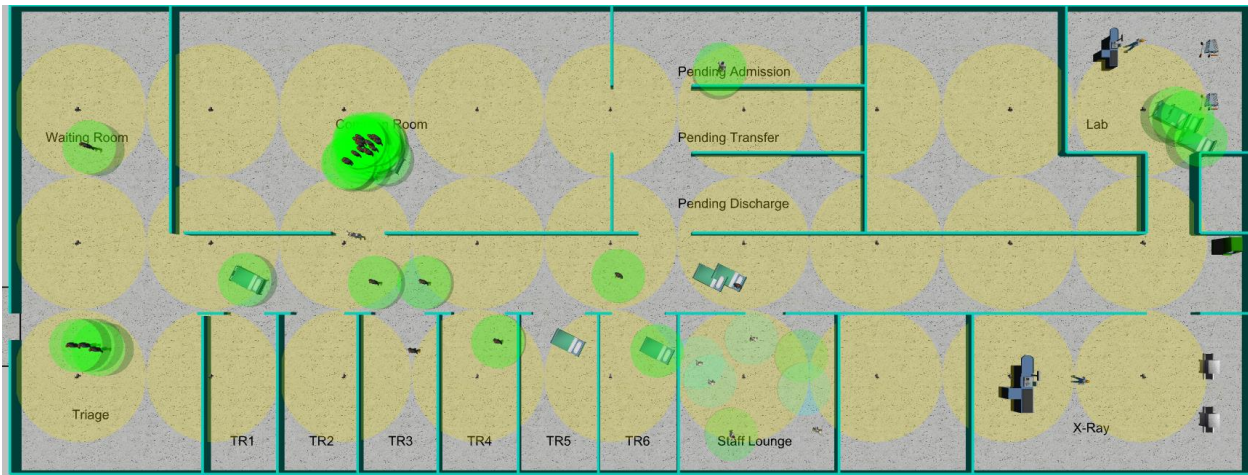 Pending Admission
Waiting Room
Room
Pending Transfer
Lab
Pending Discharge
Triage
TR1
TR2
TR3
TR4
TR5
TR6
Staff Lounge
X-Ray